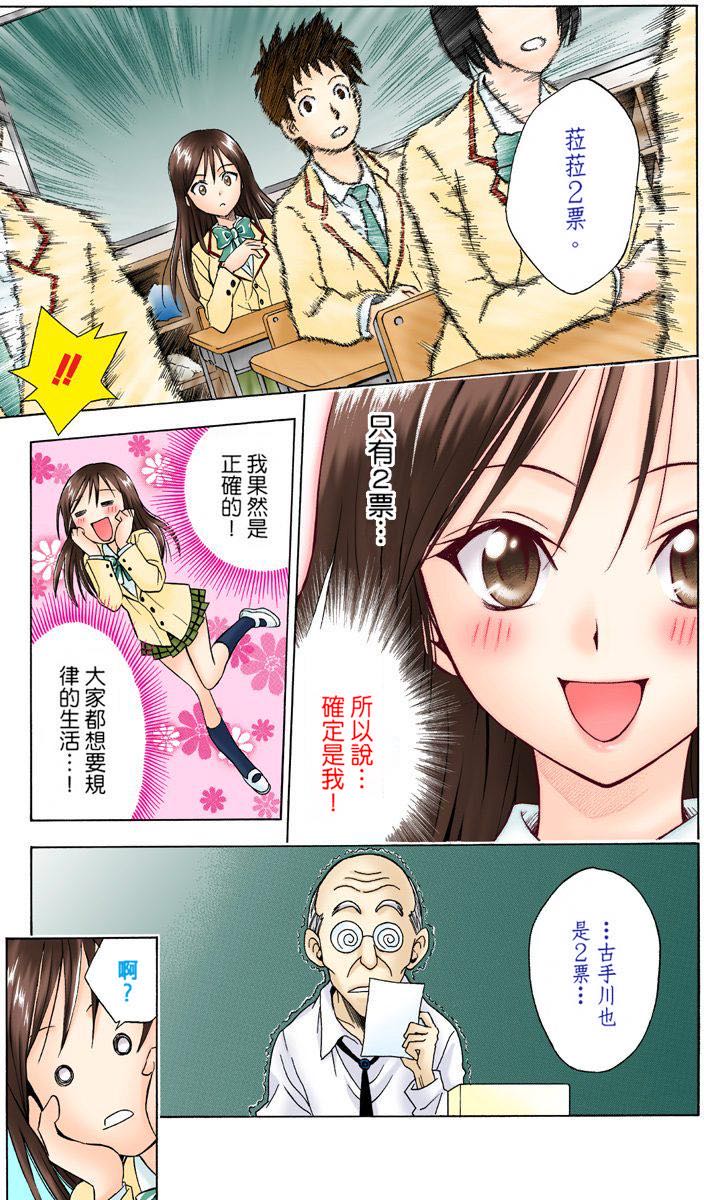 菈菈2票。
!!
只有2票…
所以說…
確定是我！
我果然是
正確的！
大家都想要規
律的生活…！
…古手川也
是2票…
啊？